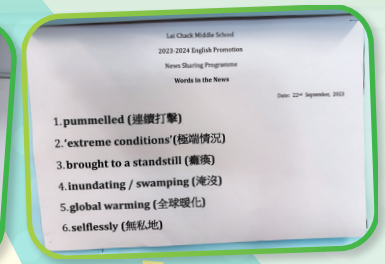 Lai Chack Middle School
2023-2024 English Promotion
News Sharing Programme
Words in the News
Date: 22nd September, 2023
1.pummelled (連續打擊)
2.‘extreme conditions’(極端情況)
3.brought to a standstill (癱瘓)
4.inundating / swamping (淹沒)
5.global warming (全球暖化)
6.selflessly (無私地)